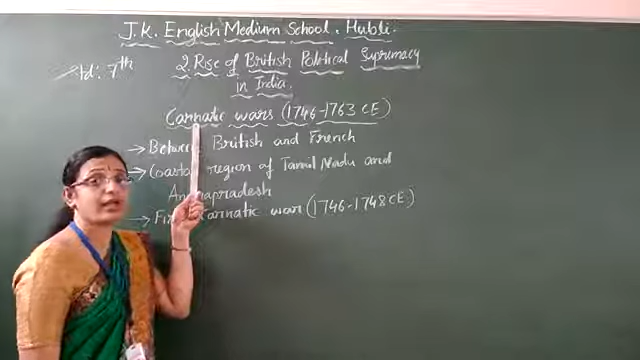 J.K. English Medium School, Hubli.
Std: 7th 2. Rise of British Political Supremacy
in India.
Carnatic wars (1746-1763 CE)
→ Between British and French
→ Coastal region of Tamil Nadu and
Andhrapradesh
→ First Carnatic war (1746-1748 CE)